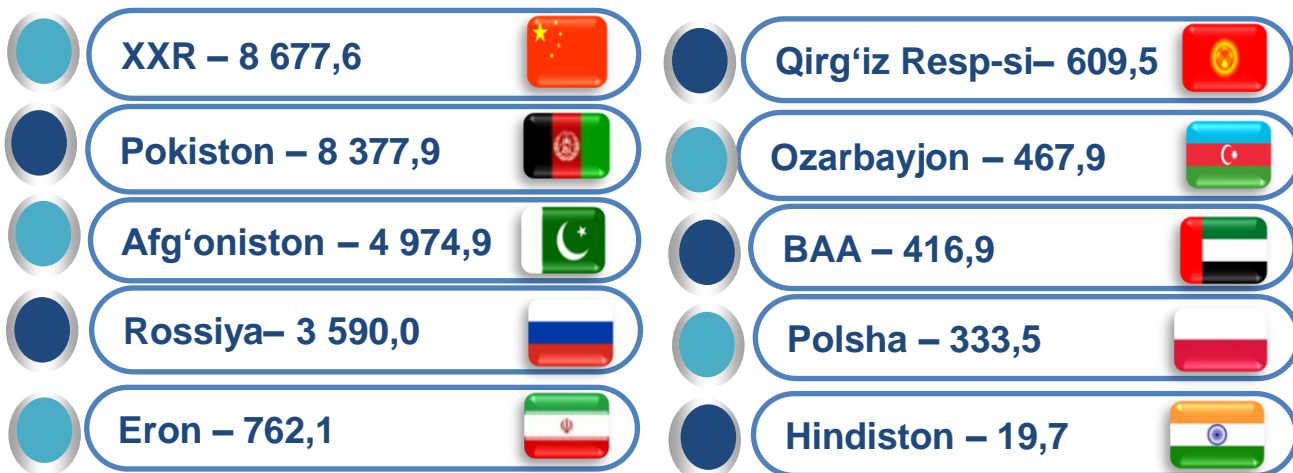 XXR – 8 677,6
Pokiston – 8 377,9
Afg‘oniston – 4 974,9
Rossiya– 3 590,0
Eron – 762,1
Qirg‘iz Resp-si– 609,5
Ozarbayjon – 467,9
BAA – 416,9
Polsha – 333,5
Hindiston – 19,7